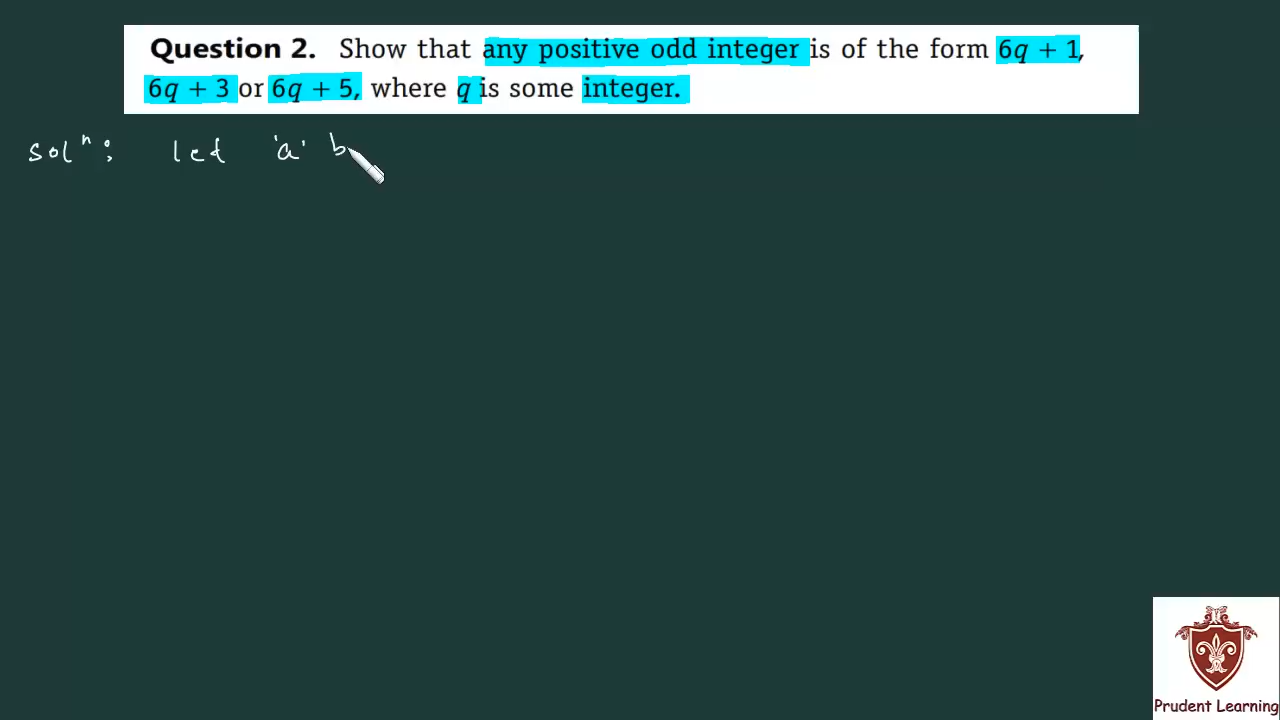 Question 2. Show that any positive odd integer is of the form 6q + 1,
6q + 3 or 6q + 5, where q is some integer.
Solⁿ : let 'a' b
Prudent Learning